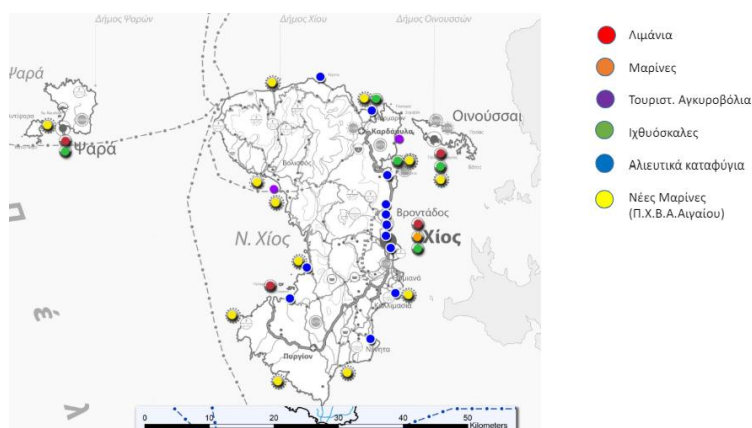 Δήμος Ψαρών
Δήμος Χίου
Δήμος Οινουσσών
Ψαρά
Ψαρά
Οινούσσαι
Καρδάμυλα
Βολισσός
Ν. Χίος
Βροντάδος
Χίος
Καλλιμασιά
Νένητα
Πυργίον
0 10 20 30 40 50
Kilometers
Λιμάνια
Μαρίνες
Τουριστ. Αγκυροβόλια
Ιχθυόσκαλες
Αλιευτικά καταφύγια
Νέες Μαρίνες
(Π.Χ.Β.Α.Αιγαίου)